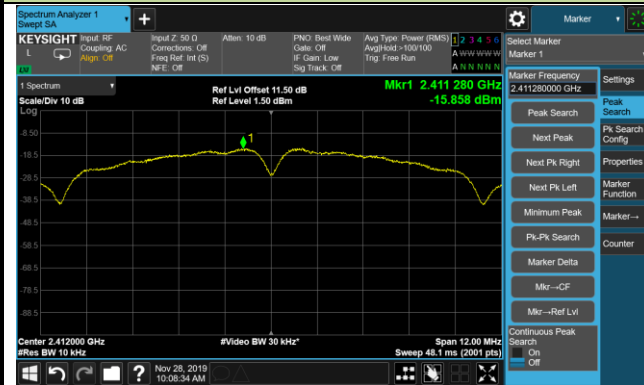 Spectrum Analyzer 1
Swept SA
Marker
KEYSIGHT
L
Input: RF
Coupling: AC
Align: Off
Input Z: 50 Ω
Corrections: Off
Freq Ref: Int (S)
NFE: Off
Atten: 10 dB
PNO: Best Wide
Gate: Off
IF Gain: Low
Sig Track: Off
Avg Type: Power (RMS)
Avg|Hold:>100/100
Trig: Free Run
1 2 3 4 5 6
A W W W W W
A N N N N N
Select Marker
Marker 1
1 Spectrum
Scale/Div 10 dB
Log
Ref Lvl Offset 11.50 dB
Ref Level 1.50 dBm
Mkr1 2.411 280 GHz
-15.858 dBm
1
-8.50
-18.5
-28.5
-38.5
-48.5
-58.5
-68.5
-78.5
-88.5
Center 2.412000 GHz
#Res BW 10 kHz
#Video BW 30 kHz*
Span 12.00 MHz
Sweep 48.1 ms (2001 pts)
Marker Frequency
2.411280000 GHz
Peak Search
Next Peak
Next Pk Right
Next Pk Left
Minimum Peak
Pk-Pk Search
Marker Delta
Mkr→CF
Mkr→Ref Lvl
Continuous Peak
Search
On
Off
Settings
Peak
Search
Pk Search
Config
Properties
Marker
Function
Marker→
Counter
?
Nov 28, 2019
10:08:34 AM